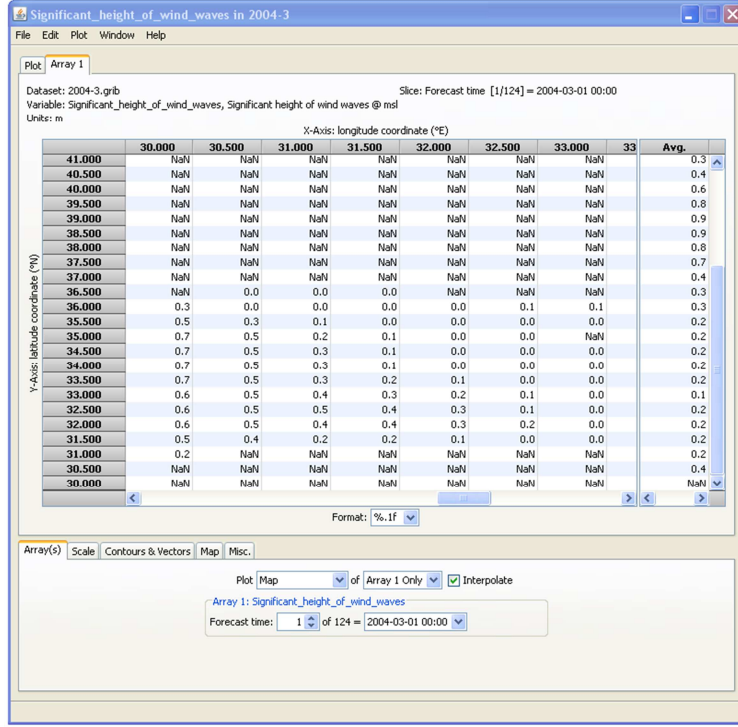 Significant_height_of_wind_waves in 2004-3
File Edit Plot Window Help
Plot Array 1
Dataset: 2004-3.grib Slice: Forecast time [1/124] = 2004-03-01 00:00
Variable: Significant_height_of_wind_waves, Significant height of wind waves @ msl
Units: m
X-Axis: longitude coordinate (°E)
30.000 30.500 31.000 31.500 32.000 32.500 33.000 33 Avg.
41.000 NaN NaN NaN NaN NaN NaN NaN 0.3
40.500 NaN NaN NaN NaN NaN NaN NaN 0.4
40.000 NaN NaN NaN NaN NaN NaN NaN 0.6
39.500 NaN NaN NaN NaN NaN NaN NaN 0.8
39.000 NaN NaN NaN NaN NaN NaN NaN 0.9
38.500 NaN NaN NaN NaN NaN NaN NaN 0.9
38.000 NaN NaN NaN NaN NaN NaN NaN 0.8
37.500 NaN NaN NaN NaN NaN NaN NaN 0.7
37.000 NaN NaN NaN NaN NaN NaN NaN 0.4
36.500 NaN 0.0 0.0 0.0 NaN NaN NaN 0.3
36.000 0.3 0.0 0.0 0.0 0.0 0.1 0.1 0.3
35.500 0.5 0.3 0.1 0.0 0.0 0.0 0.0 0.2
35.000 0.7 0.5 0.2 0.1 0.0 0.0 NaN 0.2
34.500 0.7 0.5 0.3 0.1 0.0 0.0 0.0 0.2
34.000 0.7 0.5 0.3 0.1 0.0 0.0 0.0 0.2
33.500 0.7 0.5 0.3 0.2 0.1 0.0 0.0 0.2
33.000 0.6 0.5 0.4 0.3 0.2 0.1 0.0 0.1
32.500 0.6 0.5 0.5 0.4 0.3 0.1 0.0 0.2
32.000 0.6 0.5 0.4 0.4 0.3 0.2 0.0 0.2
31.500 0.5 0.4 0.2 0.2 0.1 0.0 0.0 0.2
31.000 0.2 NaN NaN NaN NaN NaN NaN 0.2
30.500 NaN NaN NaN NaN NaN NaN NaN 0.4
30.000 NaN NaN NaN NaN NaN NaN NaN NaN
Y-Axis: latitude coordinate (°N)
Format: %.1f
Array(s) Scale Contours & Vectors Map Misc.
Plot Map of Array 1 Only Interpolate
Array 1: Significant_height_of_wind_waves
Forecast time: 1 of 124 = 2004-03-01 00:00